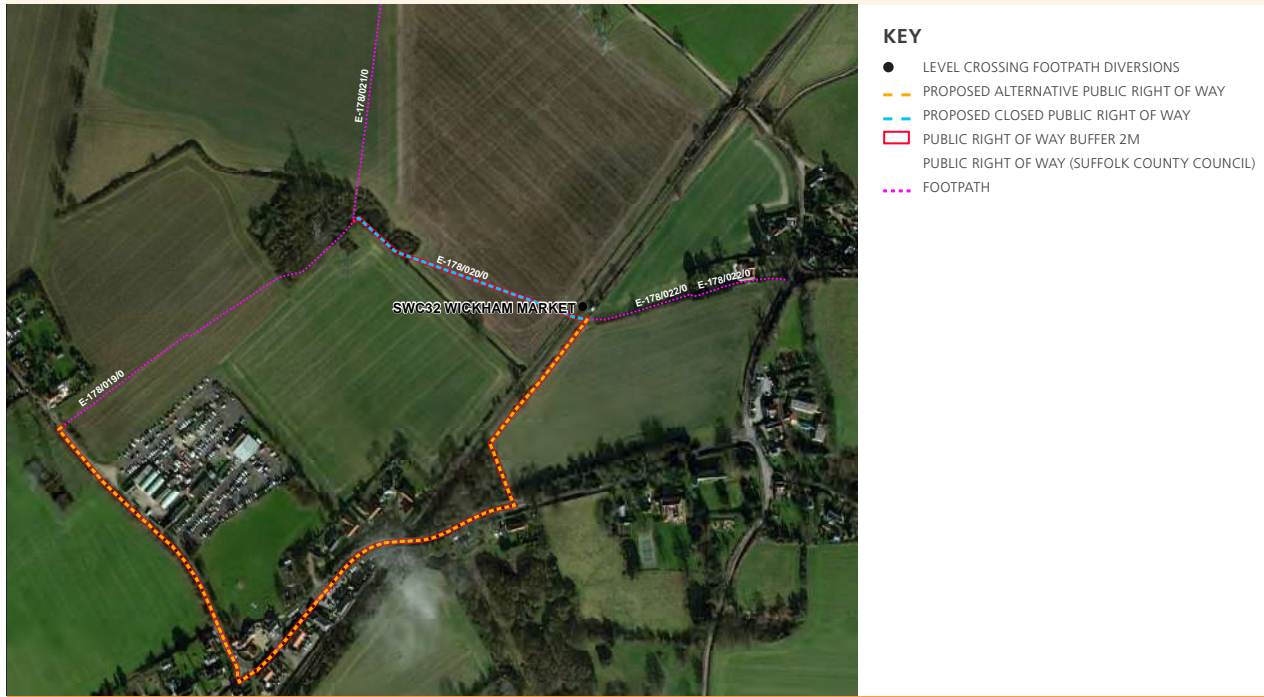 E-178/021/0
E-178/020/0
SWC32 WICKHAM MARKET
E-178/022/0
E-178/022/0
E-178/019/0
KEY
LEVEL CROSSING FOOTPATH DIVERSIONS
PROPOSED ALTERNATIVE PUBLIC RIGHT OF WAY
PROPOSED CLOSED PUBLIC RIGHT OF WAY
PUBLIC RIGHT OF WAY BUFFER 2M
PUBLIC RIGHT OF WAY (SUFFOLK COUNTY COUNCIL)
FOOTPATH